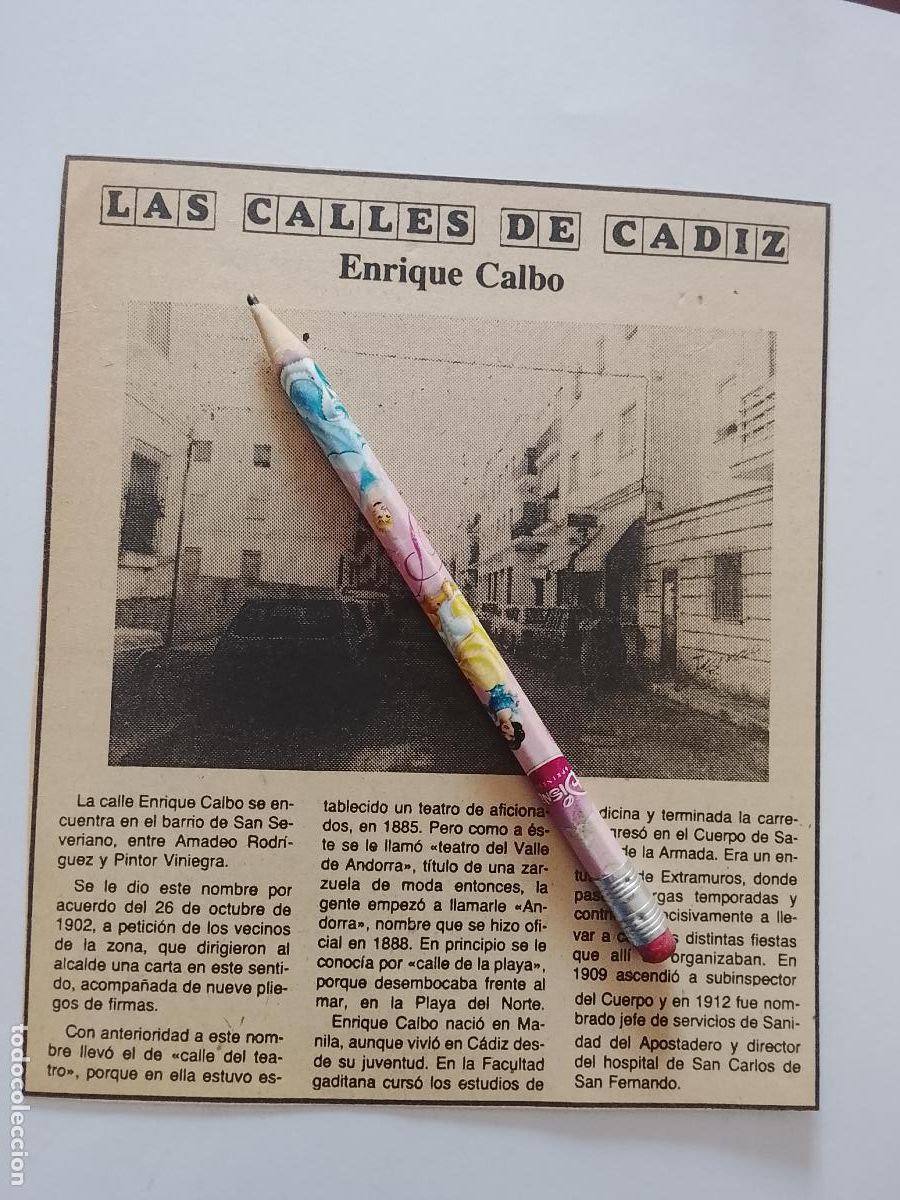 LAS CALLES DE CADIZ
Enrique Calbo
La calle Enrique Calbo se en-
cuentra en el barrio de San Se-
veriano, entre Amadeo Rodrí-
guez y Pintor Viniegra.
Se le dio este nombre por
acuerdo del 26 de octubre de
1902, a petición de los vecinos
de la zona, que dirigieron al
alcalde una carta en este senti-
do, acompañada de nueve plie-
gos de firmas.
Con anterioridad a este nom-
bre llevó el de «calle del tea-
tro», porque en ella estuvo es-
tablecido un teatro de aficiona-
dos, en 1885. Pero como a és-
te se le llamó «teatro del Valle
de Andorra», título de una zar-
zuela de moda entonces, la
gente empezó a llamarle «An-
dorra», nombre que se hizo ofi-
cial en 1888. En principio se le
conocía por «calle de la playa»,
porque desembocaba frente al
mar, en la Playa del Norte.
Enrique Calbo nació en Ma-
nila, aunque vivió en Cádiz des-
de su juventud. En la Facultad
gaditana cursó los estudios de
dicina y terminada la carre-
gresó en el Cuerpo de Sa-
de la Armada. Era un en-
de Extramuros, donde
rgas temporadas y
cisivamente a lle-
var a distintas fiestas
que allí organizaban. En
1909 ascendió a subinspector
del Cuerpo y en 1912 fue nom-
brado jefe de servicios de Sani-
dad del Apostadero y director
del hospital de San Carlos de
San Fernando.
Disney
todocoleccion